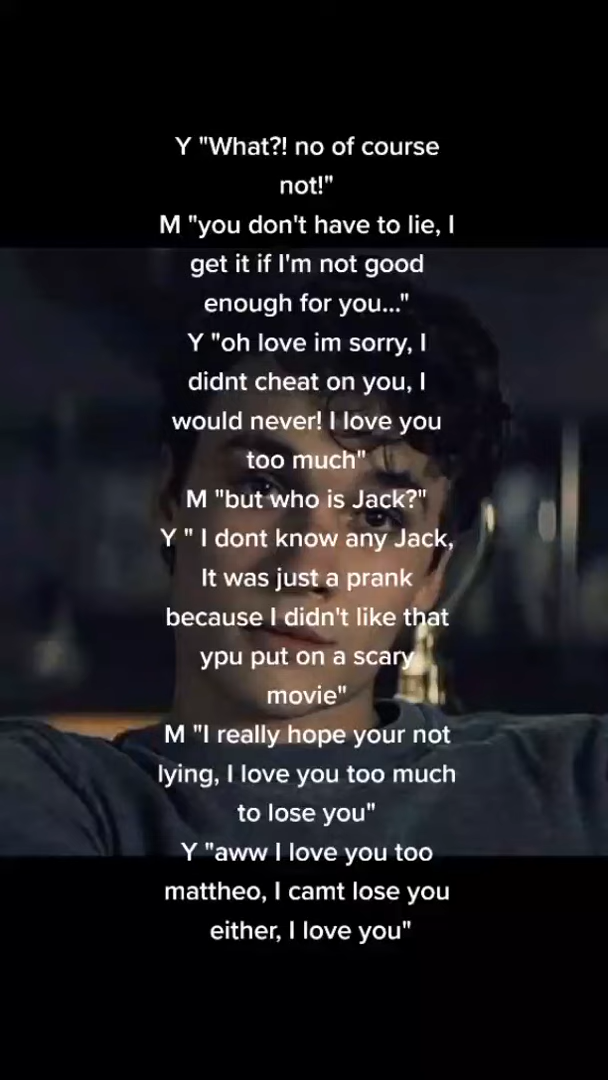 Y "What?! no of course
not!"
M "you don't have to lie, I
get it if I'm not good
enough for you..."
Y "oh love im sorry, I
didnt cheat on you, I
would never! I love you
too much"
M "but who is Jack?"
Y " I dont know any Jack,
It was just a prank
because I didn't like that
ypu put on a scary
movie"
M "I really hope your not
lying, I love you too much
to lose you"
Y "aww I love you too
mattheo, I camt lose you
either, I love you"